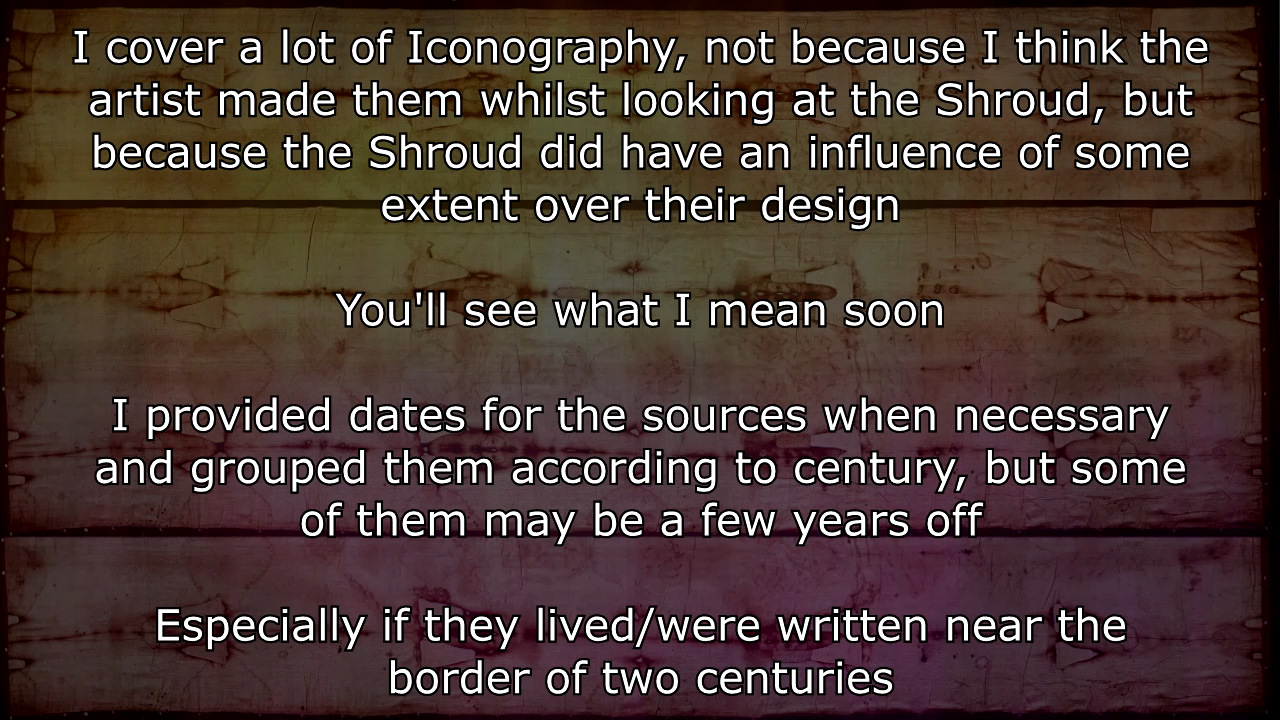 I cover a lot of Iconography, not because I think the
artist made them whilst looking at the Shroud, but
because the Shroud did have an influence of some
extent over their design
You'll see what I mean soon
I provided dates for the sources when necessary
and grouped them according to century, but some
of them may be a few years off
Especially if they lived/were written near the
border of two centuries